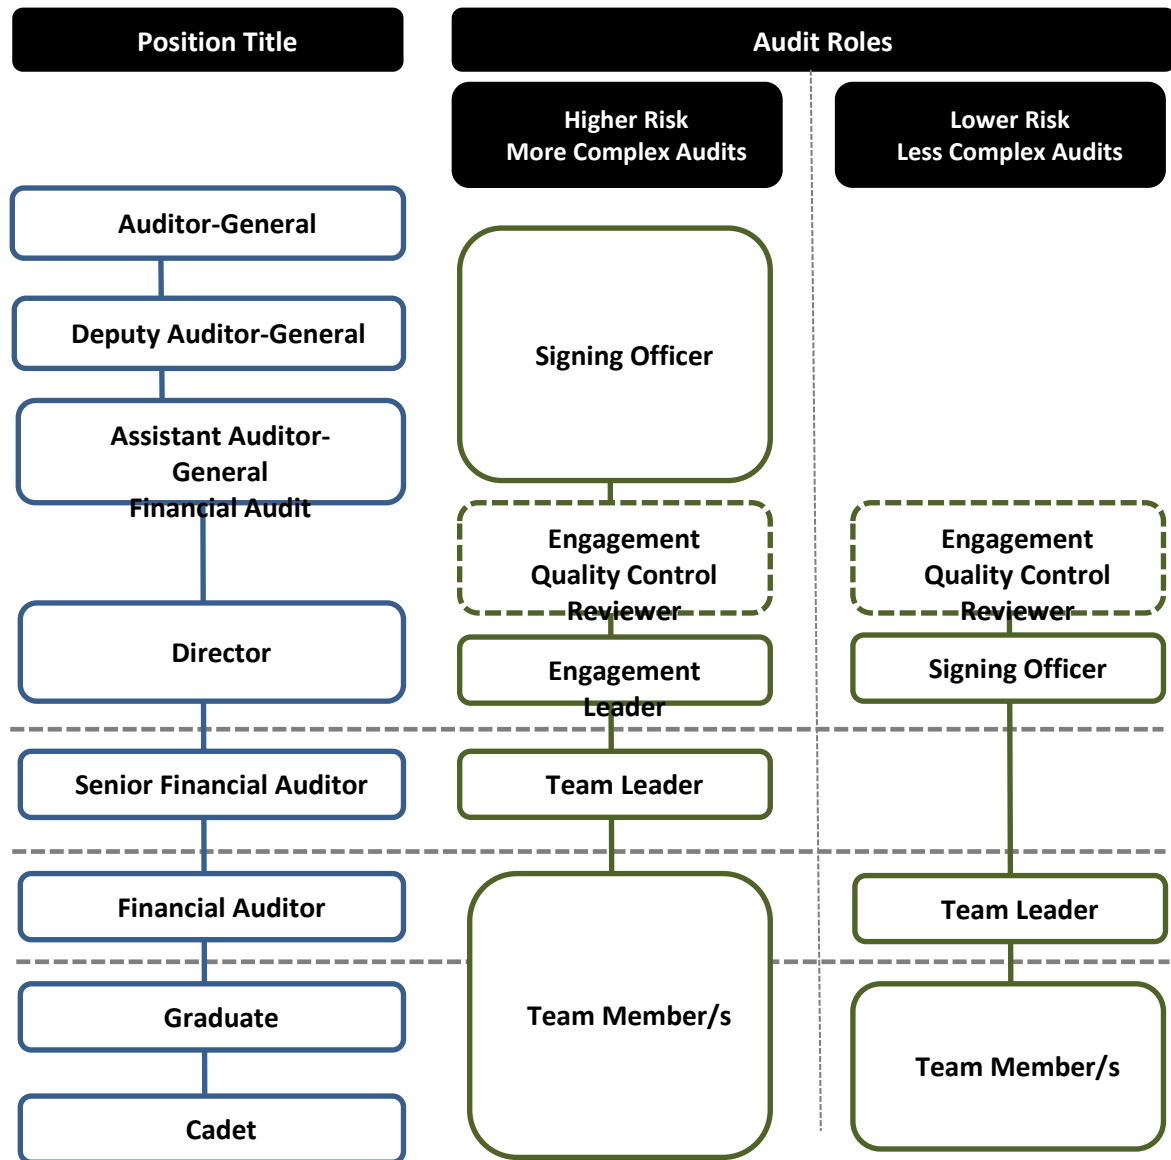 Position Title
Audit Roles
Higher Risk
More Complex Audits
Lower Risk
Less Complex Audits
Auditor-General
Deputy Auditor-General
Signing Officer
Assistant Auditor-
General
Financial Audit
Engagement
Quality Control
Reviewer
Engagement
Quality Control
Reviewer
Director
Engagement
Leader
Signing Officer
Senior Financial Auditor
Team Leader
Financial Auditor
Team Leader
Graduate
Team Member/s
Team Member/s
Cadet